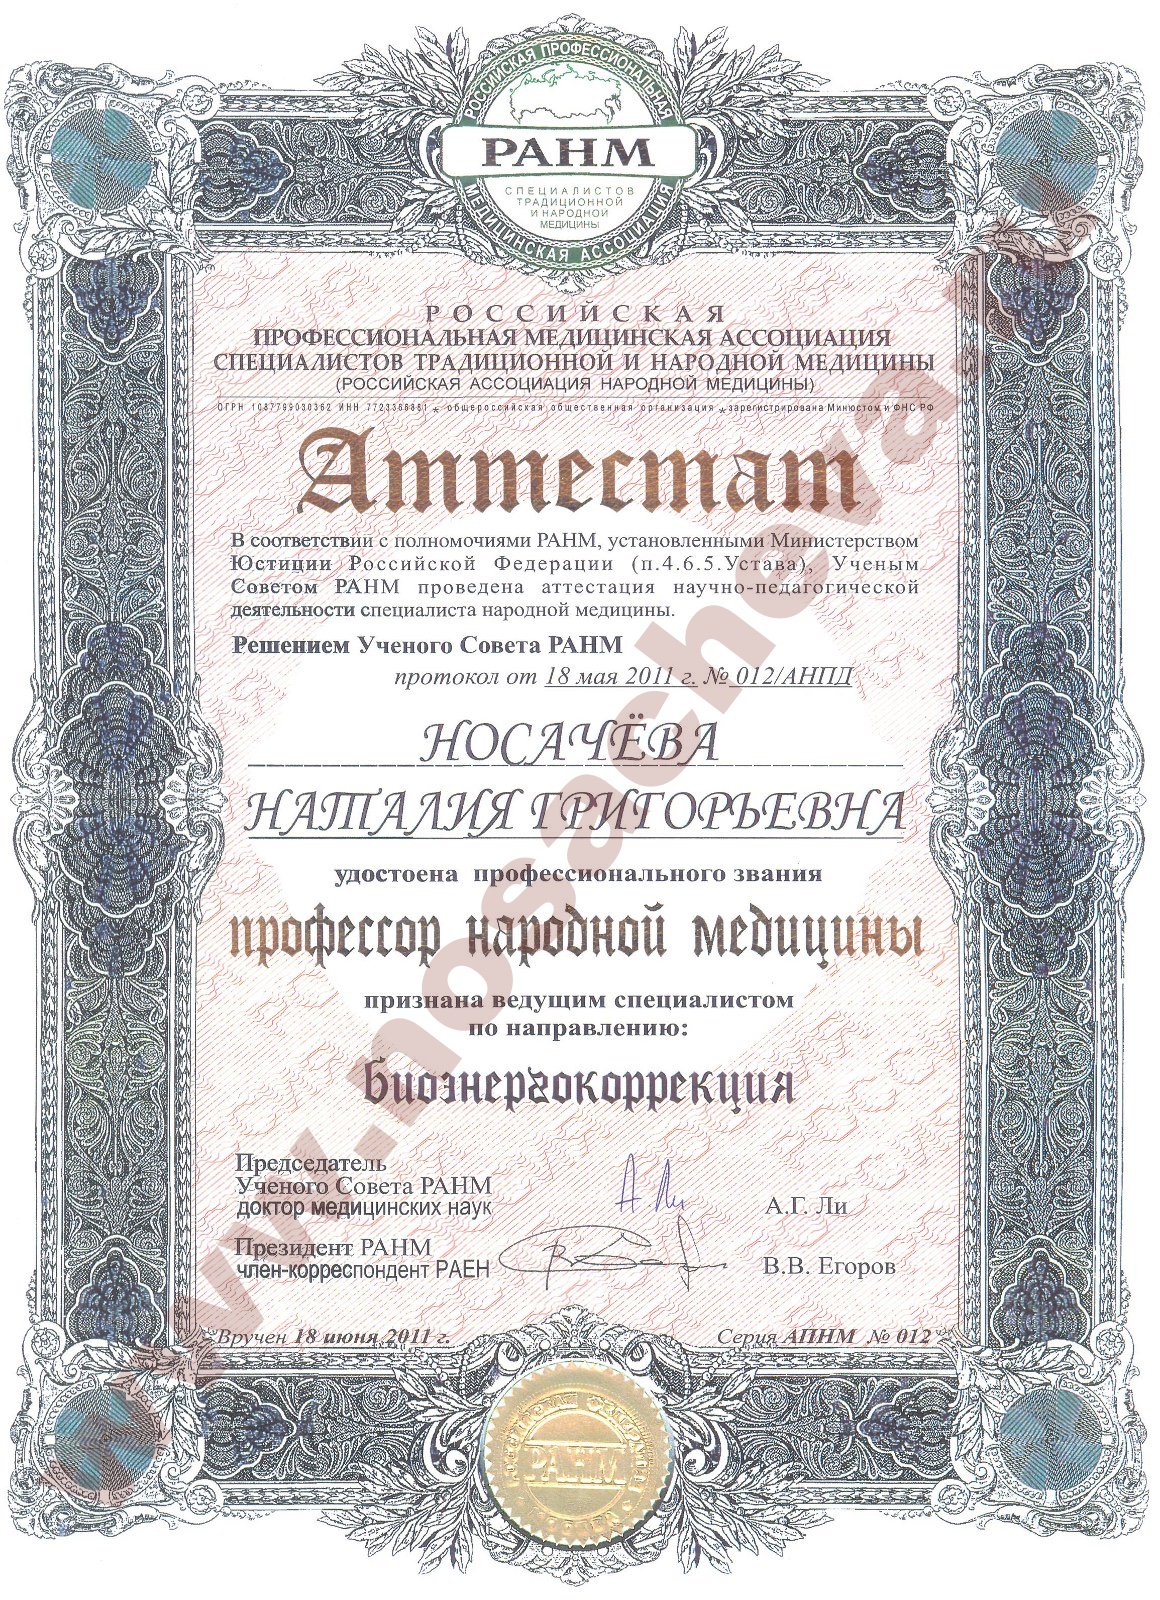 РОССИЙСКАЯ ПРОФЕССИОНАЛЬНАЯ
РАНМ
СПЕЦИАЛИСТОВ
ТРАДИЦИОННОЙ
И НАРОДНОЙ
МЕДИЦИНЫ
МЕДИЦИНСКАЯ АССОЦИАЦИЯ
РОССИЙСКАЯ
ПРОФЕССИОНАЛЬНАЯ МЕДИЦИНСКАЯ АССОЦИАЦИЯ
СПЕЦИАЛИСТОВ ТРАДИЦИОННОЙ И НАРОДНОЙ МЕДИЦИНЫ
(РОССИЙСКАЯ АССОЦИАЦИЯ НАРОДНОЙ МЕДИЦИНЫ)
ОГРН 1037799030362 ИНН 7723368881 * общероссийская общественная организация * зарегистрирована Минюстом и ФНС РФ
Аттестат
В соответствии с полномочиями РАНМ, установленными Министерством
Юстиции Российской Федерации (п.4.6.5.Устава), Ученым
Советом РАНМ проведена аттестация научно-педагогической
деятельности специалиста народной медицины.
Решением Ученого Совета РАНМ
протокол от 18 мая 2011 г. № 012/АНПД
НОСАЧЁВА
НАТАЛИЯ ГРИГОРЬЕВНА
удостоена профессионального звания
профессор народной медицины
признана ведущим специалистом
по направлению:
Биоэнергокоррекция
Председатель
Ученого Совета РАНМ
доктор медицинских наук А.Г. Ли
Президент РАНМ
член-корреспондент РАЕН В.В. Егоров
Вручен 18 июня 2011 г. Серия АПНМ № 012
РАНМ
www.nosacheva.